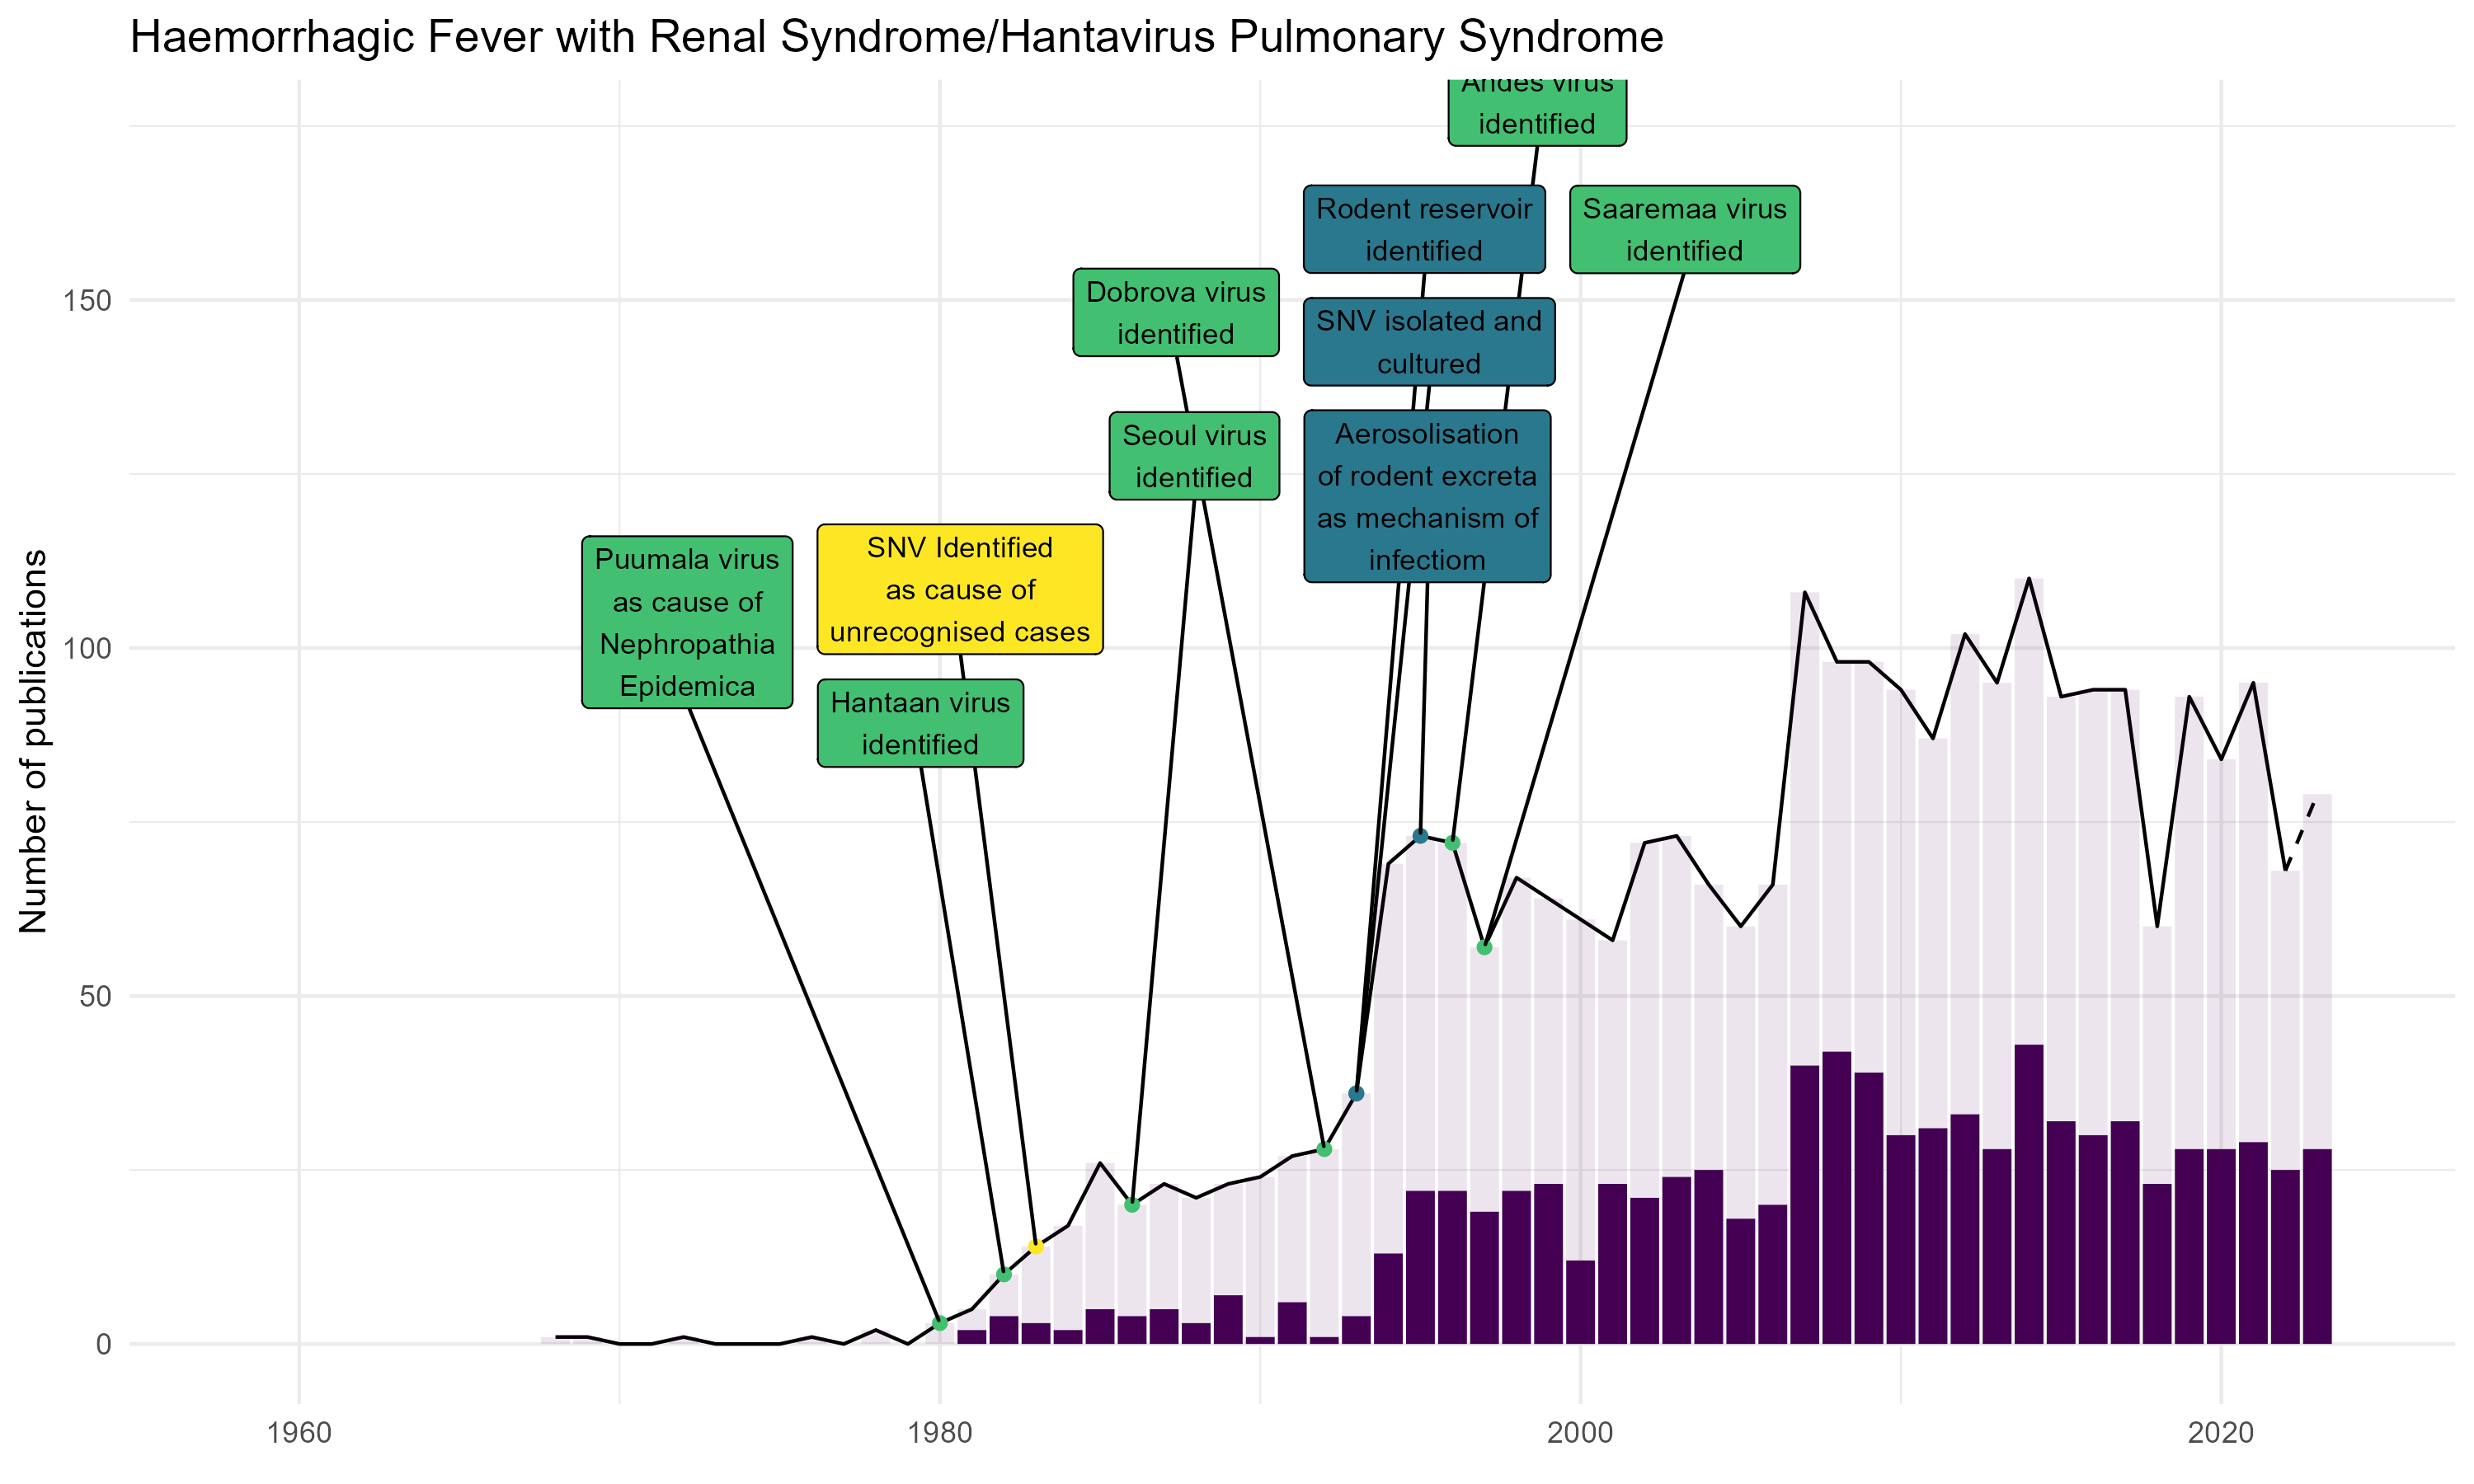 Haemorrhagic Fever with Renal Syndrome/Hantavirus Pulmonary Syndrome
Andes virus
identified
Rodent reservoir
identified
Saaremaa virus
identified
Dobrova virus
identified
SNV isolated and
cultured
Seoul virus
identified
Aerosolisation
of rodent excreta
as mechanism of
infectiom
Puumala virus
as cause of
Nephropathia
Epidemica
SNV Identified
as cause of
unrecognised cases
Hantaan virus
identified
Number of publications
150
100
50
0
1960
1980
2000
2020